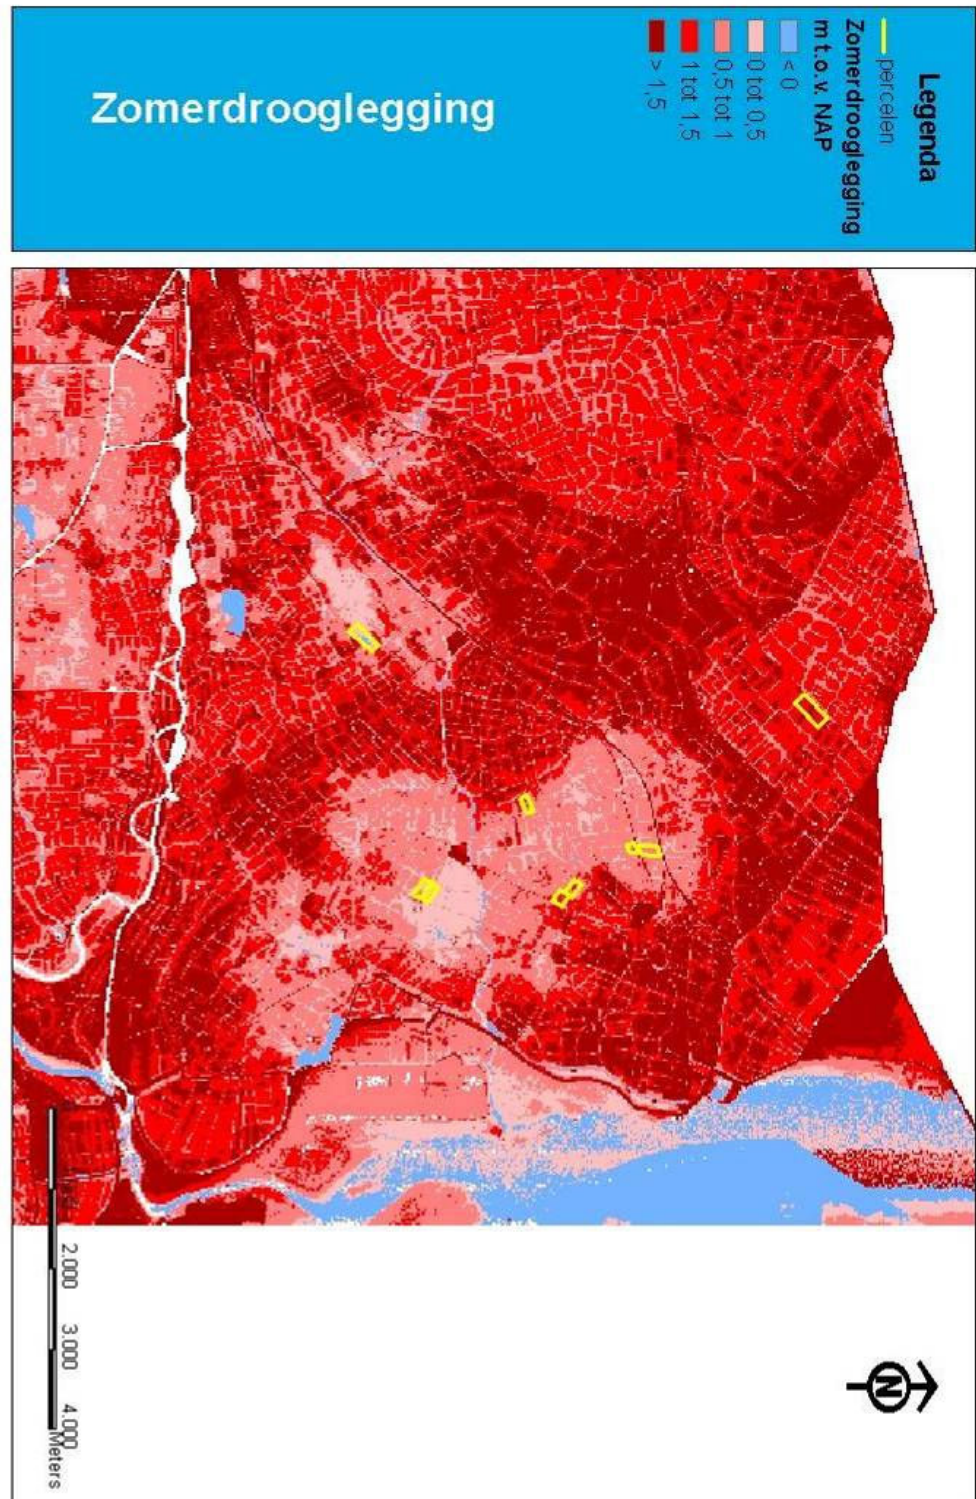 Zomerdrooglegging
Legenda
percelen
Zomerdrooglegging
m t.o.v. NAP
< 0
0 tot 0,5
0,5 tot 1
1 tot 1,5
> 1,5
2.000 3.000 4.000
Meters
N